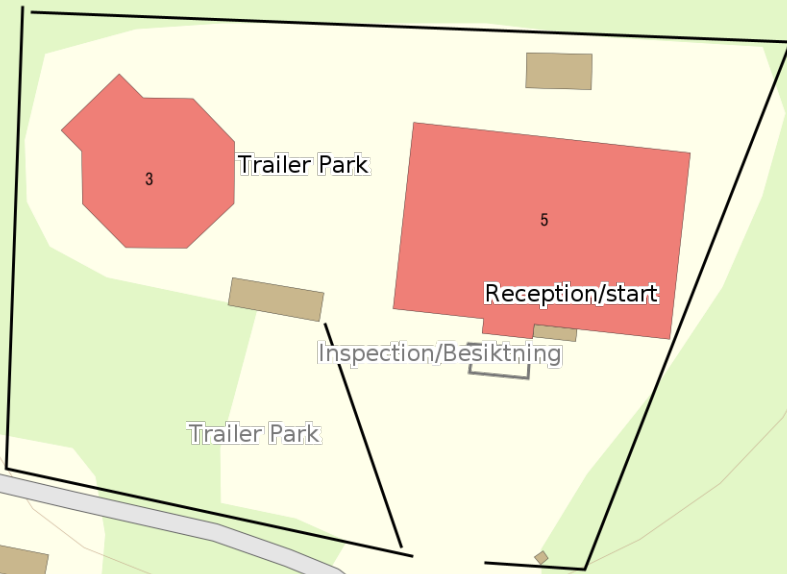 Trailer Park
3
5
Reception/start
Inspection/Besiktning
Trailer Park